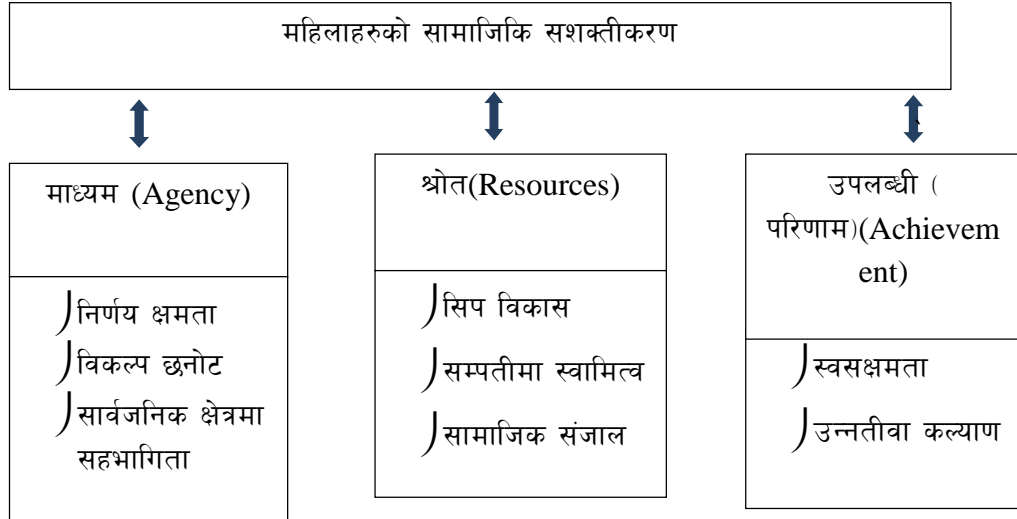 महिलाहरुको सामाजिकि सशक्तीकरण
माध्यम (Agency)
निर्णय क्षमता
विकल्प छनोट
सार्वजनिक क्षेत्रमा
सहभागिता
श्रोत(Resources)
सिप विकास
सम्पतीमा स्वामित्व
सामाजिक संजाल
उपलब्धी (
परिणाम)(Achievem
ent)
स्वसक्षमता
उन्नतीवा कल्याण